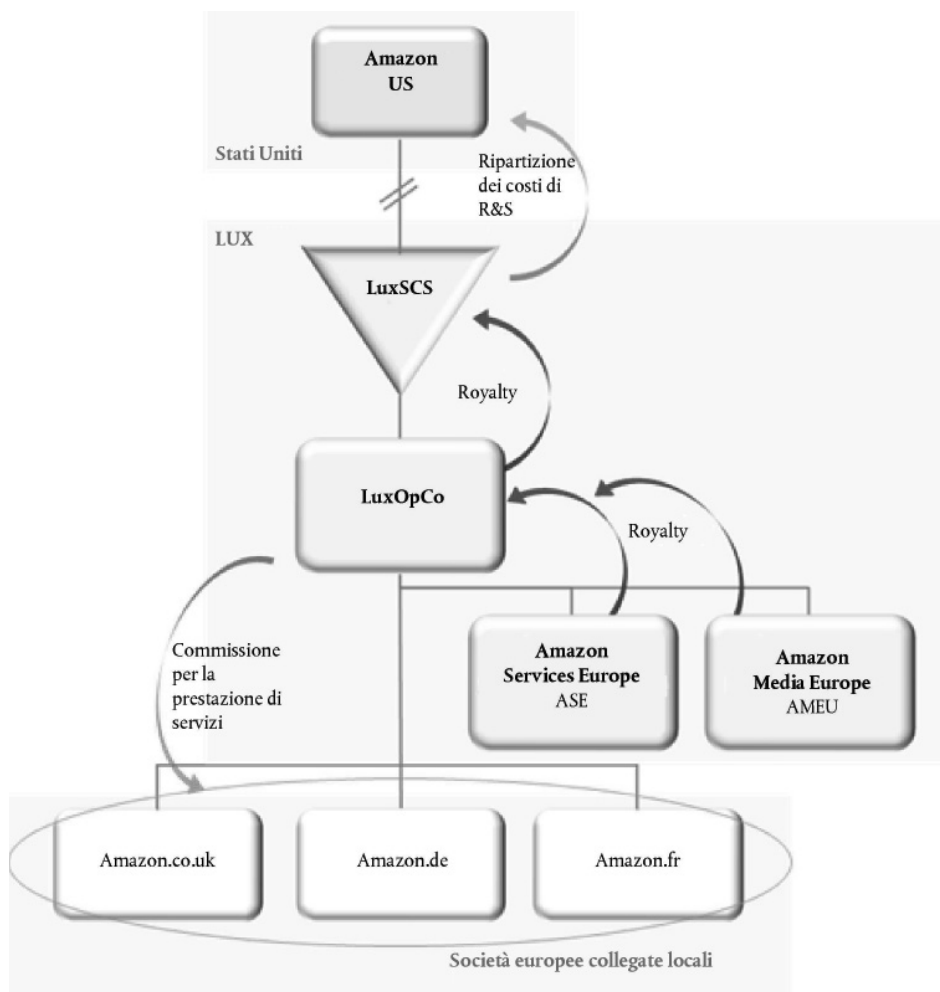 Amazon
US
Stati Uniti
Ripartizione
dei costi di
R&S
LUX
LuxSCS
Royalty
LuxOpCo
Royalty
Commissione
per la
prestazione di
servizi
Amazon
Services Europe
ASE
Amazon
Media Europe
AMEU
Amazon.co.uk
Amazon.de
Amazon.fr
Società europee collegate locali